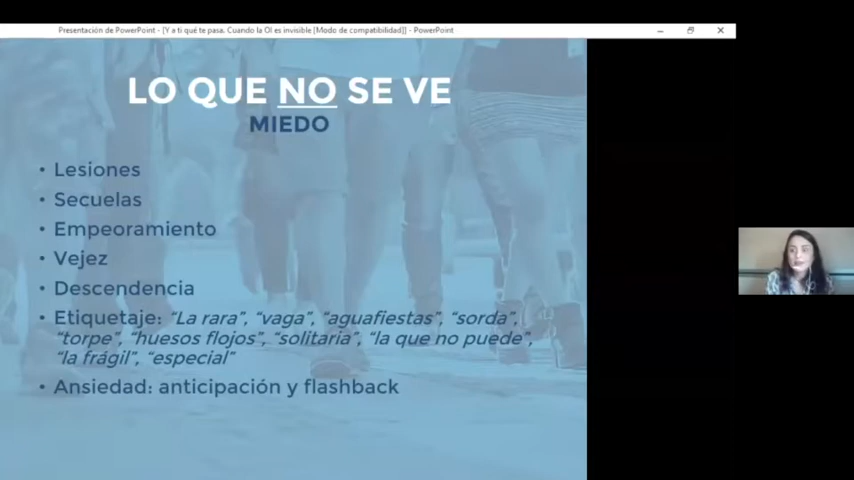 Presentación de PowerPoint - [Y a ti qué te pasa. Cuando la OI es invisible [Modo de compatibilidad]] - PowerPoint
LO QUE NO SE VE
MIEDO
• Lesiones
• Secuelas
• Empeoramiento
• Vejez
• Descendencia
• Etiquetaje: “La rara”, “vaga”, “aguafiestas”, “sorda”,
“torpe”, “huesos flojos”, “solitaria”, “la que no puede”,
“la frágil”, “especial”
• Ansiedad: anticipación y flashback